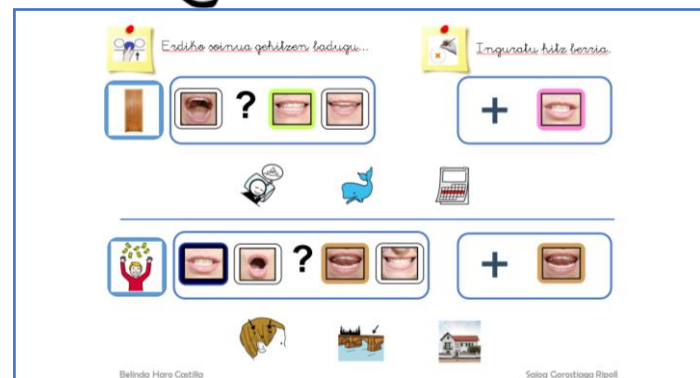 Erdiko soinua gehitzen badugu...
Inguratu hitz berria.
? +
? +
Belinda Haro Castilla
Saioa Gorostiaga Ripoll